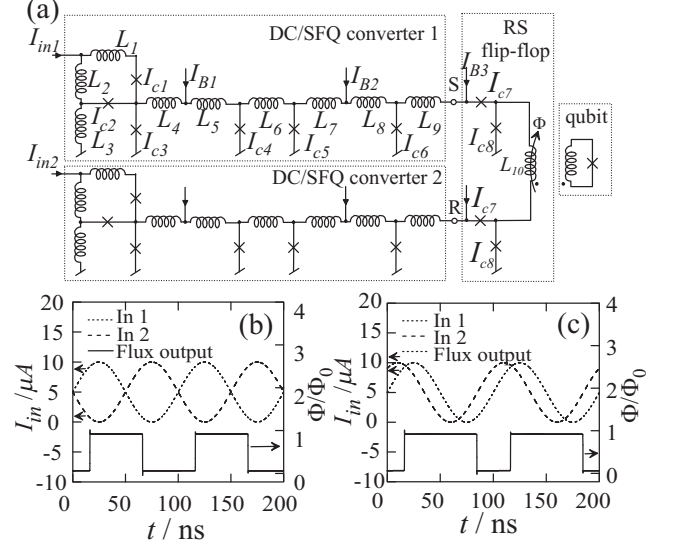 (a)
DC/SFQ converter 1
RS
flip-flop
I_in1
L_1
L_2
I_c1
I_B1
I_B2
I_B3
S
I_c7
I_c2
L_3
L_4
L_5
L_6
L_7
L_8
L_9
I_c3
I_c4
I_c5
I_c6
I_c8
Φ
L_10
qubit
I_in2
DC/SFQ converter 2
R
I_c7
I_c8
(b)
In 1
In 2
Flux output
20
15
10
5
0
-5
-10
I_in /μA
4
3
2
1
0
Φ/Φ_0
0 50 100 150 200
t / ns
(c)
In 1
In 2
Flux output
20
15
10
5
0
-5
-10
I_in /μA
4
3
2
1
0
Φ/Φ_0
0 50 100 150 200
t / ns